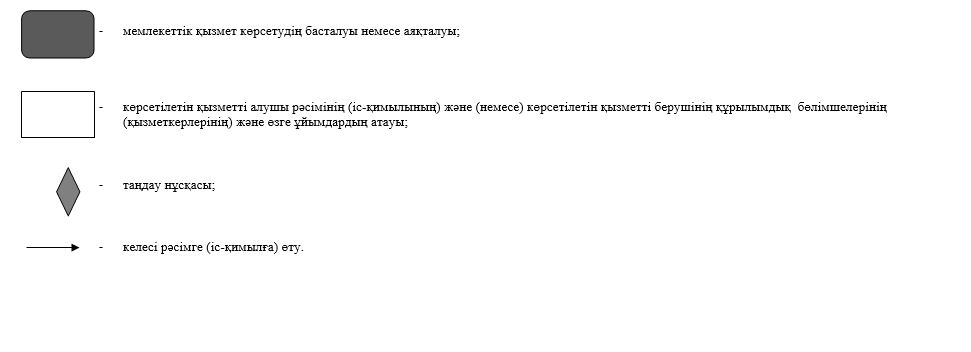 - мемлекеттік қызмет көрсетудің басталуы немесе аяқталуы;
- көрсетілетін қызметті алушы рәсімінің (іс-қимылының) және (немесе) көрсетілетін қызметті берушінің құрылымдық бөлімшелерінің
(қызметкерлерінің) және өзге ұйымдардың атауы;
- таңдау нұсқасы;
- келесі рәсімге (іс-қимылға) өту.